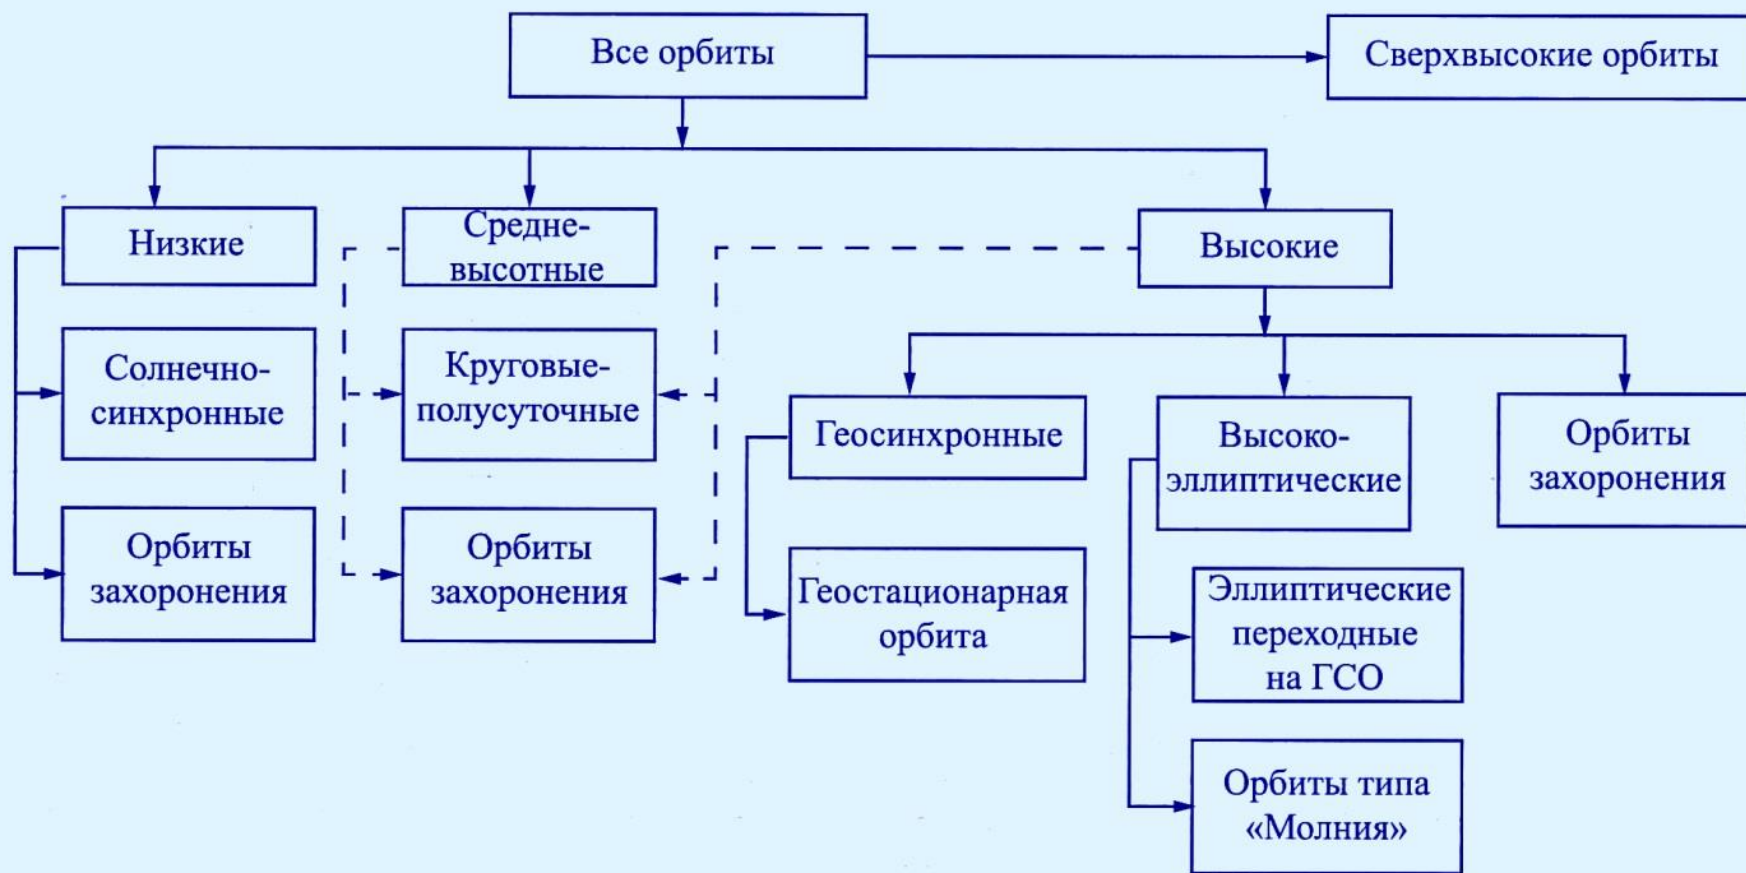 Все орбиты
Сверхвысокие орбиты
Низкие
Средне-
высотные
Высокие
Солнечно-
синхронные
Круговые-
полусуточные
Геосинхронные
Высоко-
эллиптические
Орбиты
захоронения
Орбиты
захоронения
Орбиты
захоронения
Геостационарная
орбита
Эллиптические
переходные
на ГСО
Орбиты типа
«Молния»